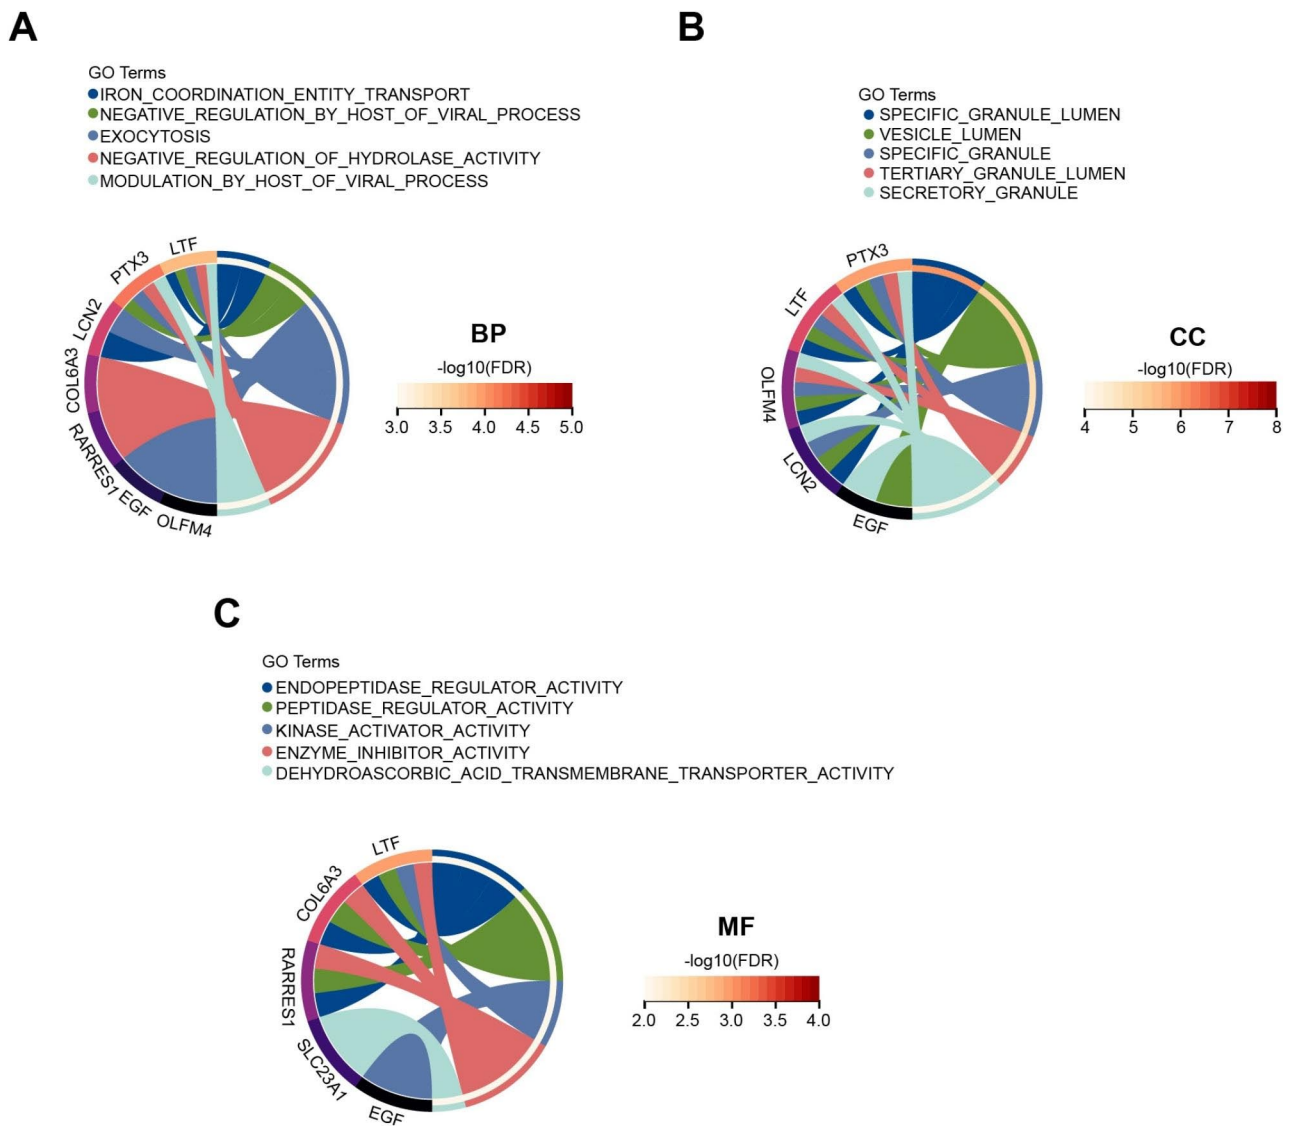 A
GO Terms
IRON_COORDINATION_ENTITY_TRANSPORT
NEGATIVE_REGULATION_BY_HOST_OF_VIRAL_PROCESS
EXOCYTOSIS
NEGATIVE_REGULATION_OF_HYDROLASE_ACTIVITY
MODULATION_BY_HOST_OF_VIRAL_PROCESS
LTF
PTX3
LCN2
COL6A3
RARRES1
EGF
OLFM4
BP
-log10(FDR)
3.0 3.5 4.0 4.5 5.0
B
GO Terms
SPECIFIC_GRANULE_LUMEN
VESICLE_LUMEN
SPECIFIC_GRANULE
TERTIARY_GRANULE_LUMEN
SECRETORY_GRANULE
PTX3
LTF
OLFM4
LCN2
EGF
CC
-log10(FDR)
4 5 6 7 8
C
GO Terms
ENDOPEPTIDASE_REGULATOR_ACTIVITY
PEPTIDASE_REGULATOR_ACTIVITY
KINASE_ACTIVATOR_ACTIVITY
ENZYME_INHIBITOR_ACTIVITY
DEHYDROASCORBIC_ACID_TRANSMEMBRANE_TRANSPORTER_ACTIVITY
LTF
COL6A3
RARRES1
SLC23A1
EGF
MF
-log10(FDR)
2.0 2.5 3.0 3.5 4.0